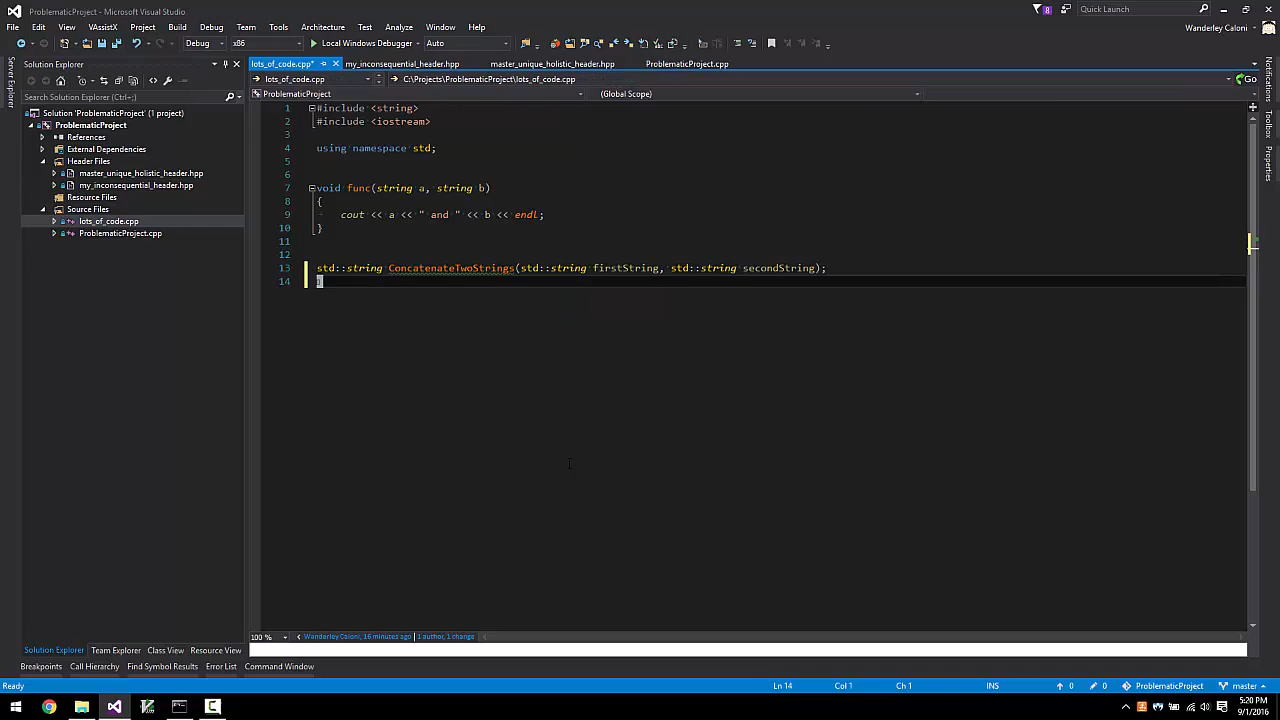 ProblematicProject - Microsoft Visual Studio
8
Quick Launch
File Edit View VAssistX Project Build Debug Team Tools Architecture Test Analyze Window Help
Wanderley Caloni
Debug x86 Local Windows Debugger Auto
Server Explorer
Solution Explorer
Search Solution Explorer (Ctrl+;)
Solution 'ProblematicProject' (1 project)
ProblematicProject
References
External Dependencies
Header Files
master_unique_holistic_header.hpp
my_inconsequential_header.hpp
Resource Files
Source Files
lots_of_code.cpp
ProblematicProject.cpp
lots_of_code.cpp* my_inconsequential_header.hpp master_unique_holistic_header.hpp ProblematicProject.cpp
lots_of_code.cpp C:\Projects\ProblematicProject\lots_of_code.cpp Go
ProblematicProject (Global Scope)
1 #include <string>
2 #include <iostream>
3
4 using namespace std;
5
6
7 void func(string a, string b)
8 {
9 cout << a << " and " << b << endl;
10 }
11
12
13 std::string ConcatenateTwoStrings(std::string firstString, std::string secondString);
14
Notifications
Toolbox
Properties
100 % Wanderley Caloni, 16 minutes ago | 1 author, 1 change
Solution Explorer Team Explorer Class View Resource View
Breakpoints Call Hierarchy Find Symbol Results Error List Command Window
Ready Ln 14 Col 1 Ch 1 INS 0 0 ProblematicProject master
5:20 PM
9/1/2016